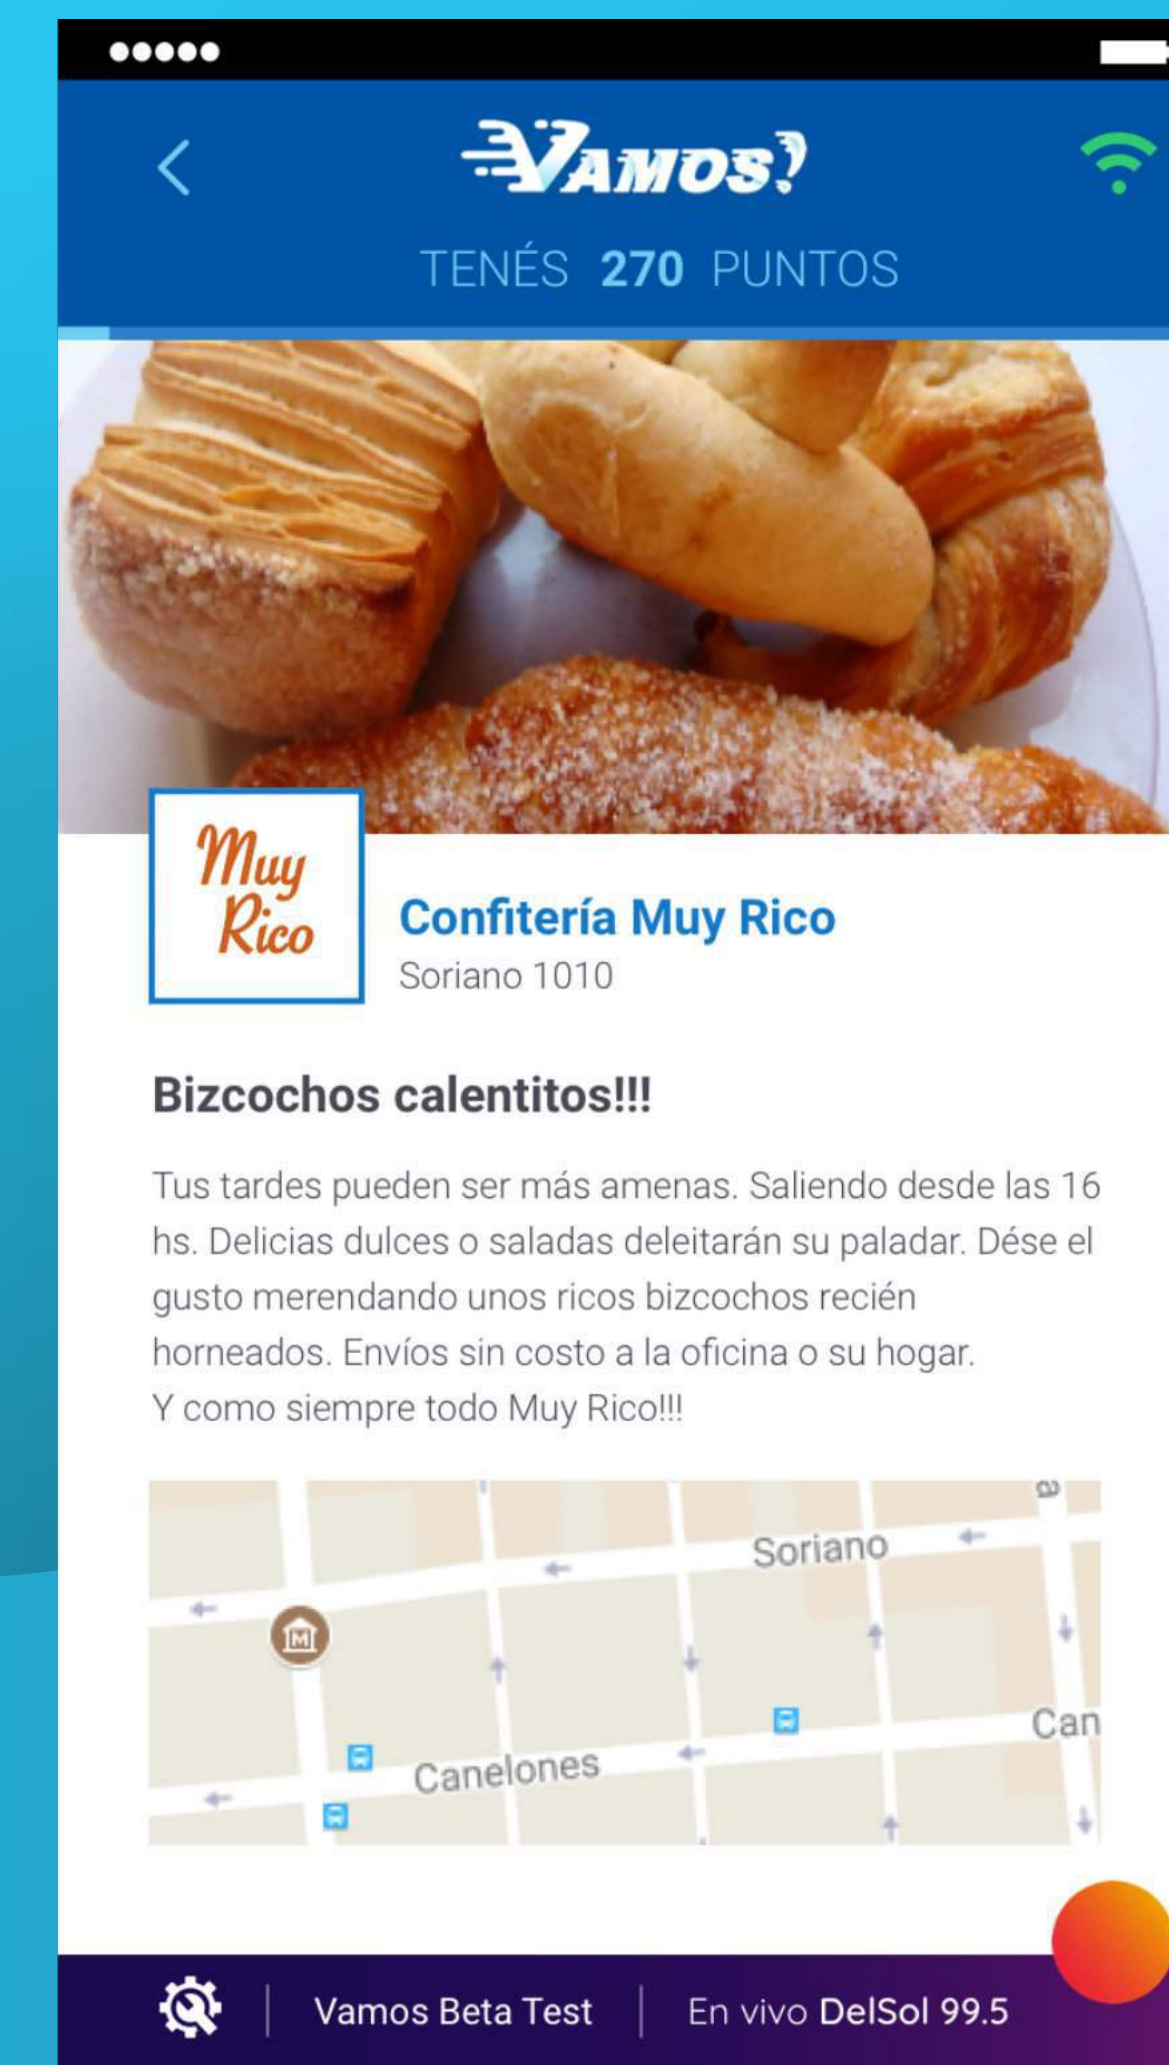 VAMOS?
TENÉS 270 PUNTOS
Muy
Rico
Confitería Muy Rico
Soriano 1010
Bizcochos calentitos!!!
Tus tardes pueden ser más amenas. Saliendo desde las 16
hs. Delicias dulces o saladas deleitarán su paladar. Dése el
gusto merendando unos ricos bizcochos recién
horneados. Envíos sin costo a la oficina o su hogar.
Y como siempre todo Muy Rico!!!
a
Soriano
M
Can
Canelones
Vamos Beta Test
En vivo DelSol 99.5